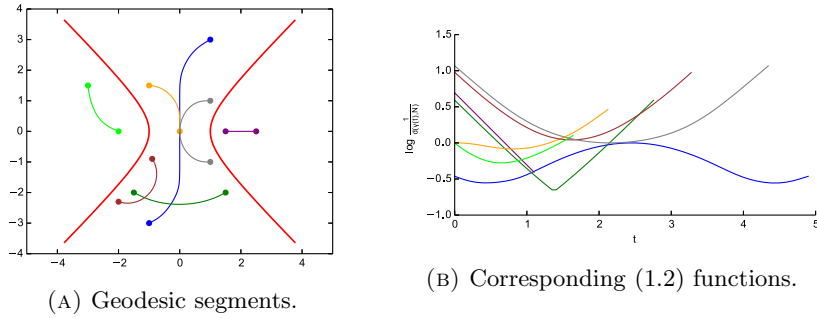 4
3
2
1
0
−1
−2
−3
−4
−4 −2 0 2 4
(A) Geodesic segments.
1.5
1.0
0.5
0.0
−0.5
−1.0
log 1/d(γ(t),N)
0 1 2 3 4 5
t
(B) Corresponding (1.2) functions.